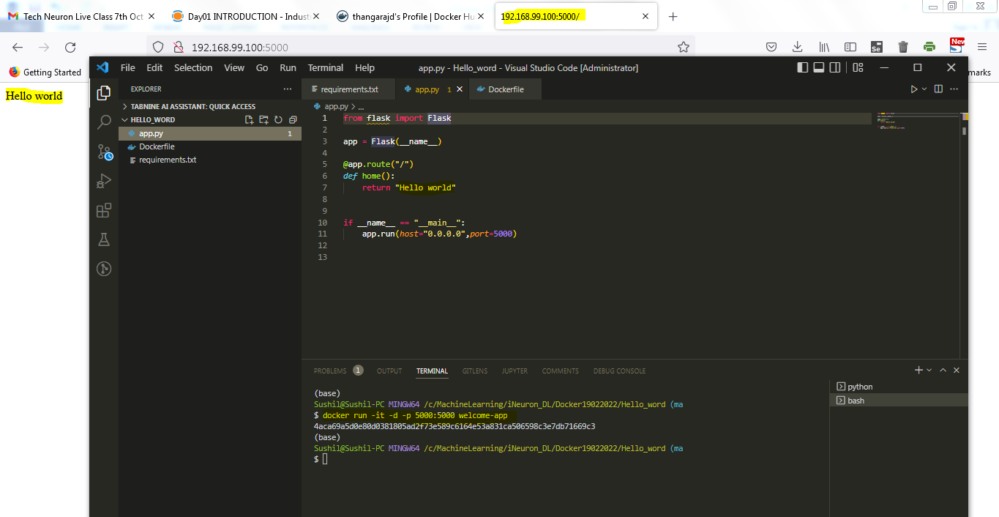 Tech Neuron Live Class 7th Oct
Day01 INTRODUCTION - Indust
thangarajd's Profile | Docker Hu
192.168.99.100:5000/
192.168.99.100:5000
Se
New
Getting Started
marks
Hello world
File Edit Selection View Go Run Terminal Help
app.py - Hello_word - Visual Studio Code [Administrator]
EXPLORER
TABNINE AI ASSISTANT: QUICK ACCESS
HELLO_WORD
app.py 1
Dockerfile
requirements.txt
requirements.txt
app.py 1
Dockerfile
app.py > ...
1 from flask import Flask
2
3 app = Flask(__name__)
4
5 @app.route("/")
6 def home():
7 return "Hello world"
8
9
10 if __name__ == "__main__":
11 app.run(host="0.0.0.0",port=5000)
12
13
PROBLEMS 1 OUTPUT TERMINAL GITLENS JUPYTER COMMENTS DEBUG CONSOLE
(base)
Sushil@Sushil-PC MINGW64 /c/MachineLearning/iNeuron_DL/Docker19022022/Hello_word (ma
$ docker run -it -d -p 5000:5000 welcome-app
4aca69a5d0e80d0381805ad2f73e589c6164e53a831ca506598c3e7db71669c3
(base)
Sushil@Sushil-PC MINGW64 /c/MachineLearning/iNeuron_DL/Docker19022022/Hello_word (ma
$
python
bash